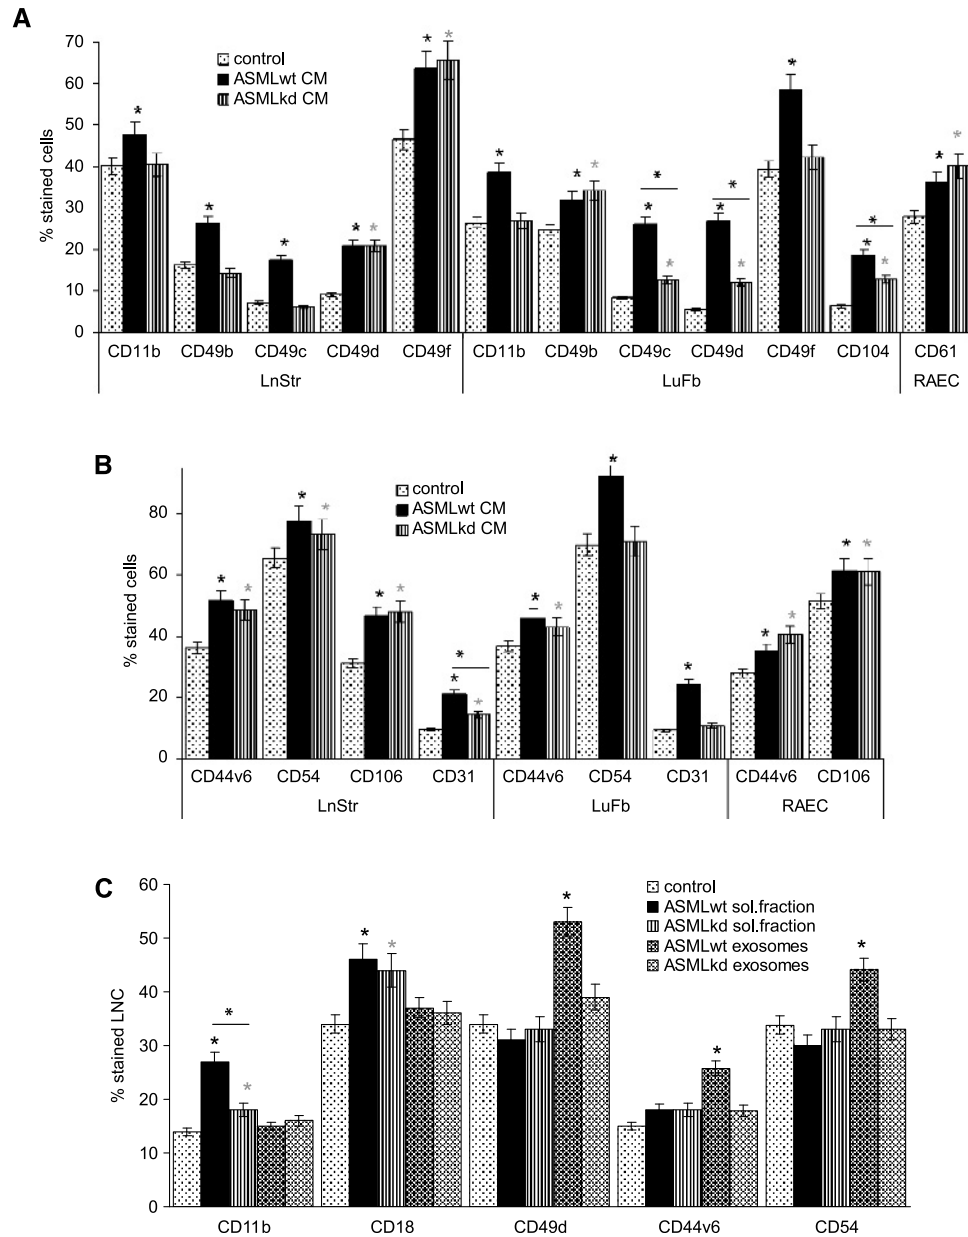 A
70
60
50
40
30
20
10
0
% stained cells
control
ASMLwt CM
ASMLkd CM
* * * * * * * * * * * * * * * * * * * * *
CD11b CD49b CD49c CD49d CD49f CD11b CD49b CD49c CD49d CD49f CD104 CD61
LnStr LuFb RAEC
B
80
60
40
20
0
% stained cells
control
ASMLwt CM
ASMLkd CM
* * * * * * * * * * * * * * * * *
CD44v6 CD54 CD106 CD31 CD44v6 CD54 CD31 CD44v6 CD106
LnStr LuFb RAEC
C
60
50
40
30
20
10
0
% stained LNC
control
ASMLwt sol.fraction
ASMLkd sol.fraction
ASMLwt exosomes
ASMLkd exosomes
* * * * * * * *
CD11b CD18 CD49d CD44v6 CD54